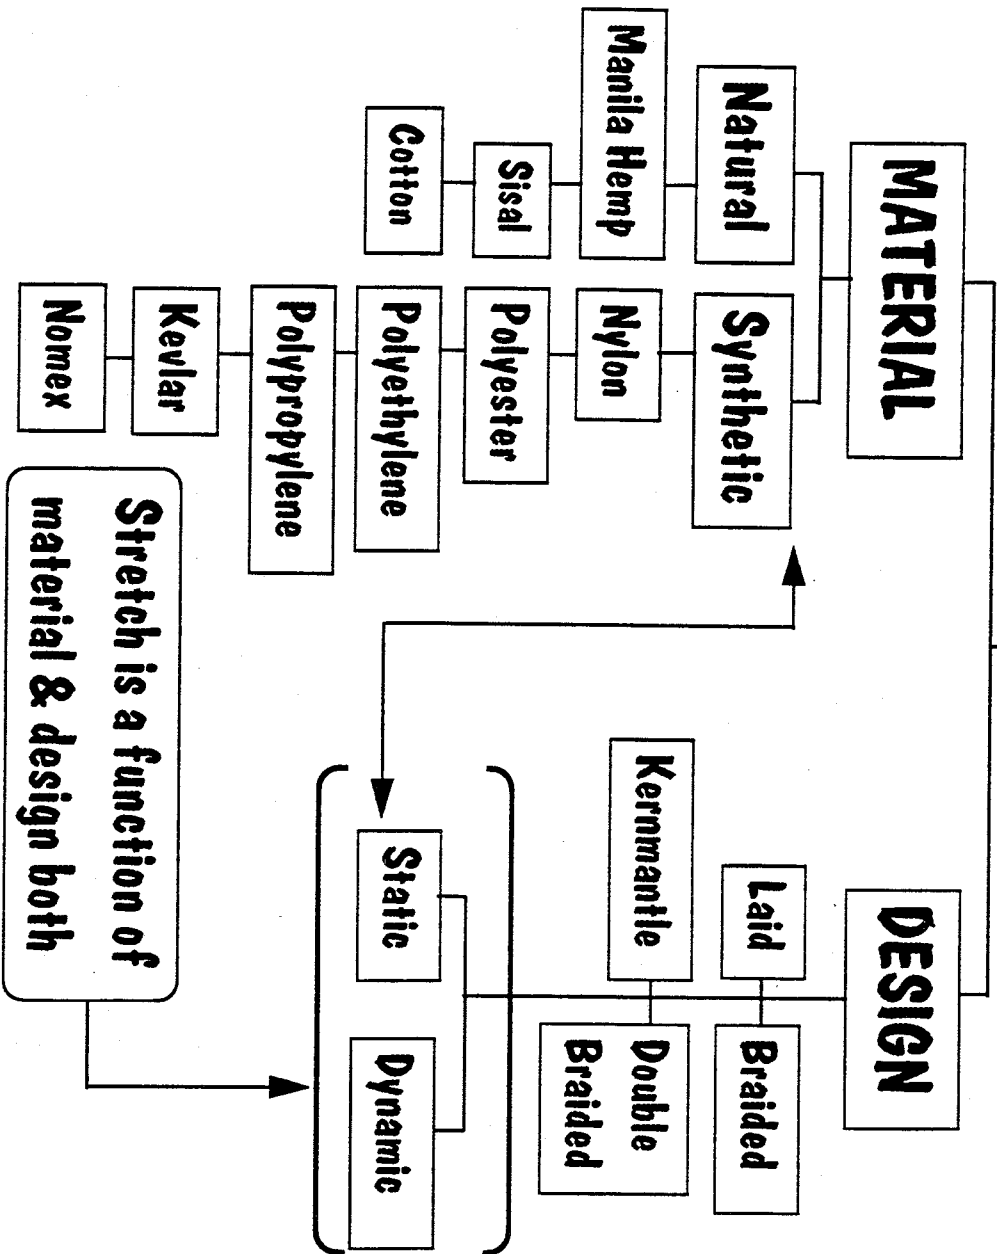 MATERIAL
Natural
Manila Hemp
Sisal
Cotton
Synthetic
Nylon
Polyester
Polyethylene
Polypropylene
Kevlar
Nomex
DESIGN
Laid
Braided
Kernmantle
Double
Braided
Static
Dynamic
Stretch is a function of
material & design both